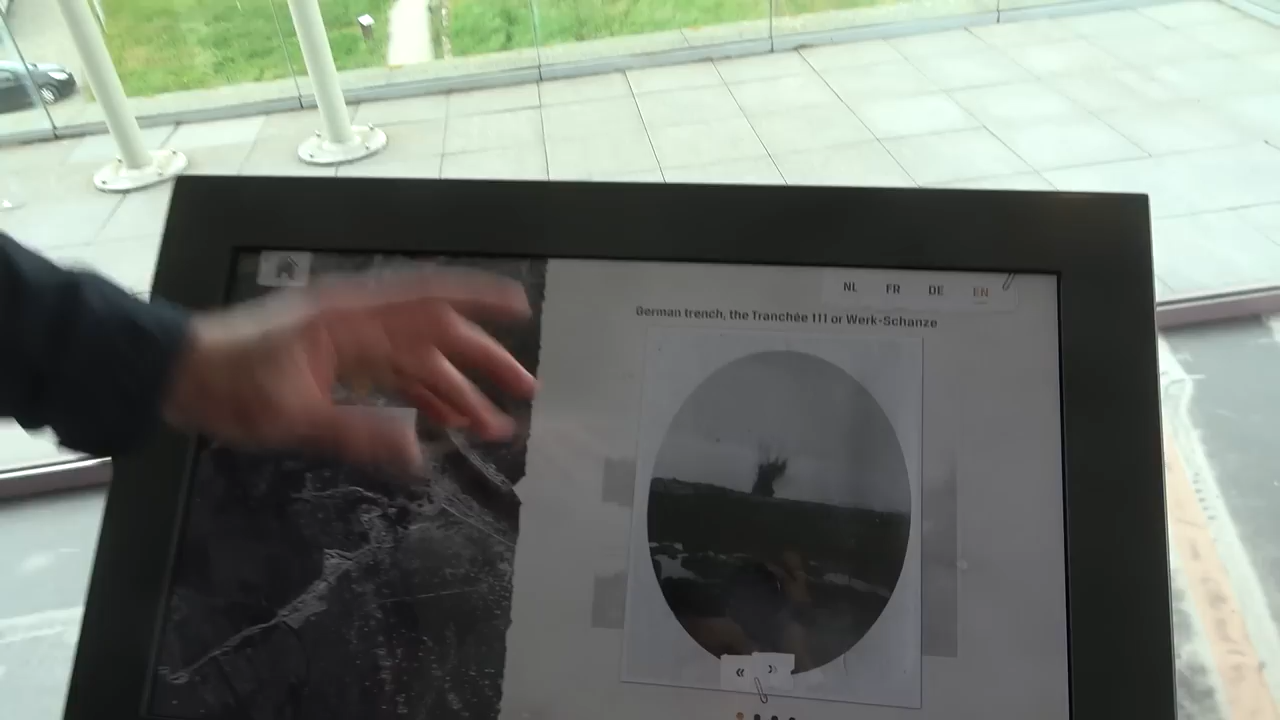 NL FR DE EN
German trench, the Tranchée 111 or Werk-Schanze
« »